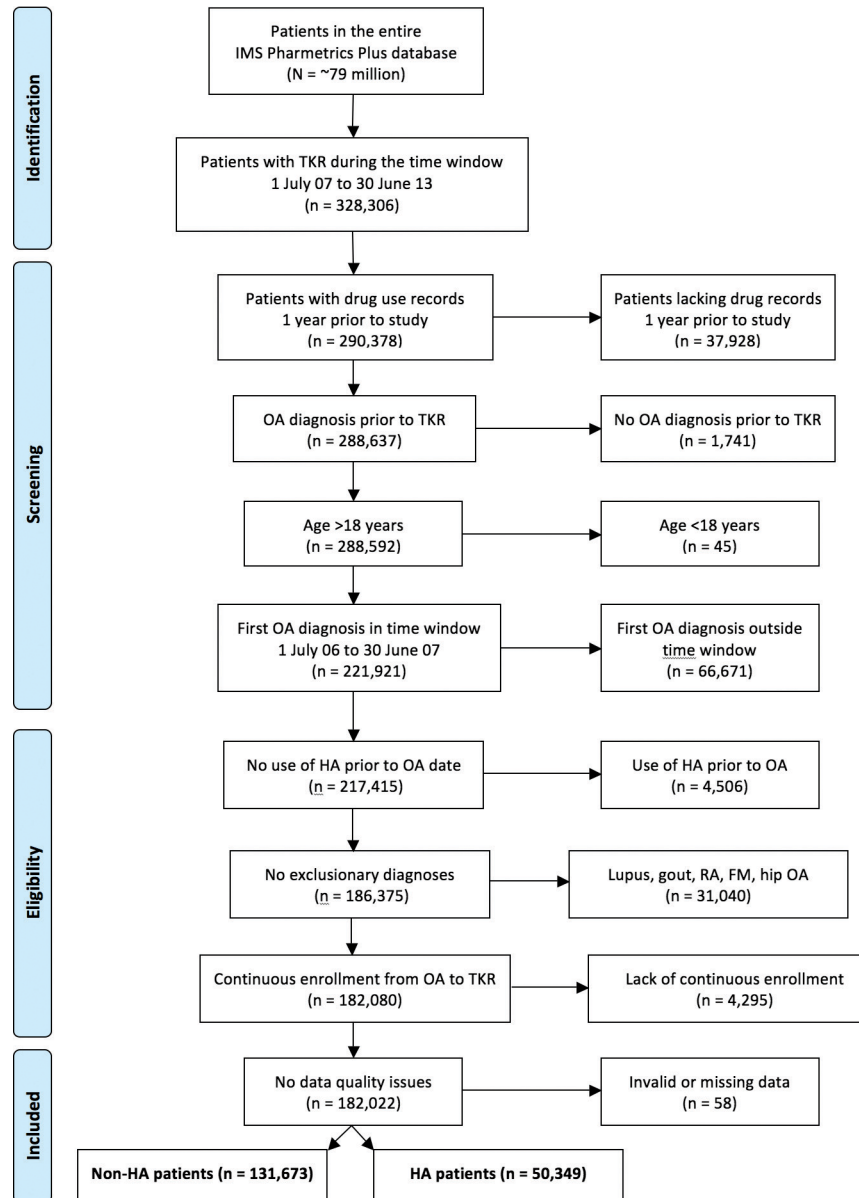 Identification
Patients in the entire
IMS Pharmetrics Plus database
(N = ~79 million)
Patients with TKR during the time window
1 July 07 to 30 June 13
(n = 328,306)
Screening
Patients with drug use records
1 year prior to study
(n = 290,378)
Patients lacking drug records
1 year prior to study
(n = 37,928)
OA diagnosis prior to TKR
(n = 288,637)
No OA diagnosis prior to TKR
(n = 1,741)
Age >18 years
(n = 288,592)
Age <18 years
(n = 45)
First OA diagnosis in time window
1 July 06 to 30 June 07
(n = 221,921)
First OA diagnosis outside
time window
(n = 66,671)
Eligibility
No use of HA prior to OA date
(n = 217,415)
Use of HA prior to OA
(n = 4,506)
No exclusionary diagnoses
(n = 186,375)
Lupus, gout, RA, FM, hip OA
(n = 31,040)
Continuous enrollment from OA to TKR
(n = 182,080)
Lack of continuous enrollment
(n = 4,295)
Included
No data quality issues
(n = 182,022)
Invalid or missing data
(n = 58)
Non-HA patients (n = 131,673)
HA patients (n = 50,349)